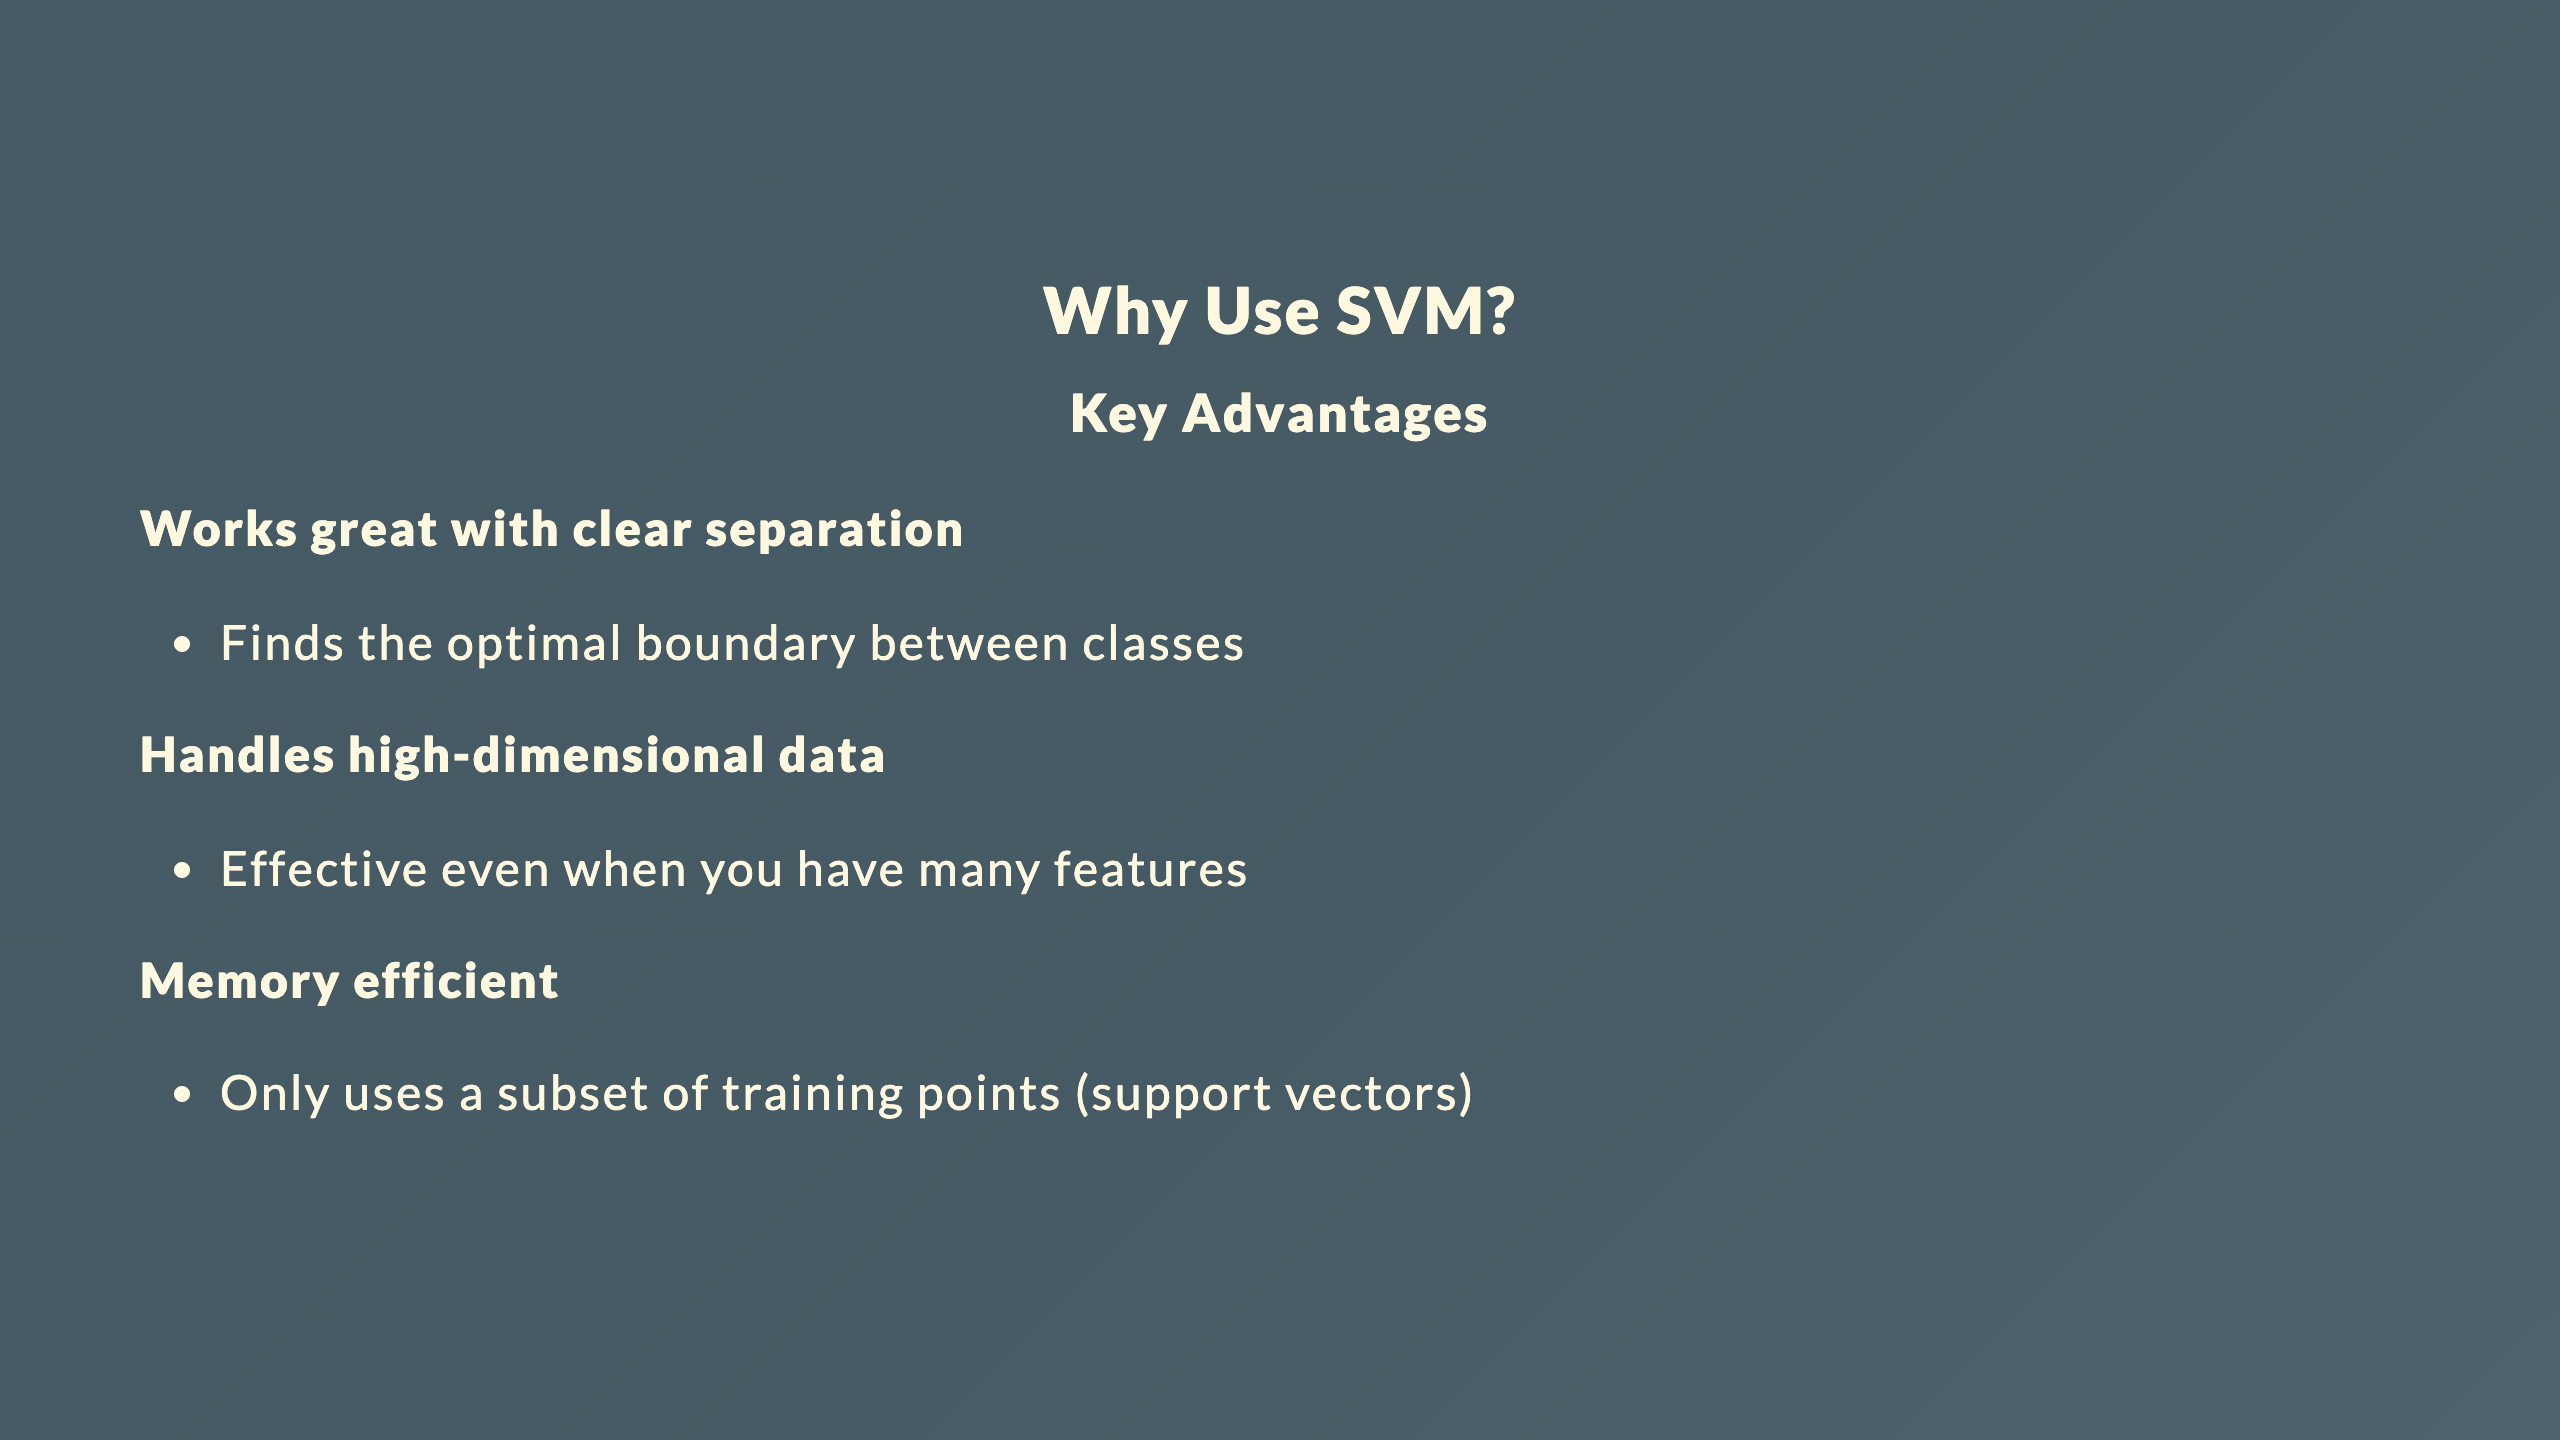 Why Use SVM?
Key Advantages
Works great with clear separation
• Finds the optimal boundary between classes
Handles high-dimensional data
• Effective even when you have many features
Memory efficient
• Only uses a subset of training points (support vectors)